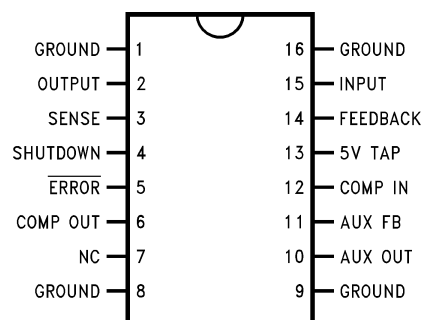 GROUND 1 16 GROUND
OUTPUT 2 15 INPUT
SENSE 3 14 FEEDBACK
SHUTDOWN 4 13 5V TAP
ERROR 5 12 COMP IN
COMP OUT 6 11 AUX FB
NC 7 10 AUX OUT
GROUND 8 9 GROUND